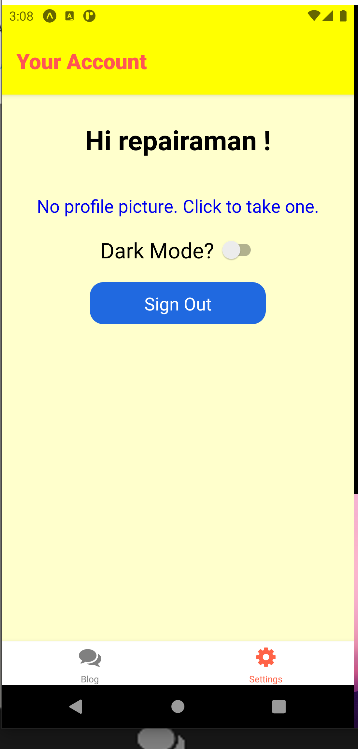 3:08
Your Account
Hi repairaman !
No profile picture. Click to take one.
Dark Mode?
Sign Out
Blog
Settings